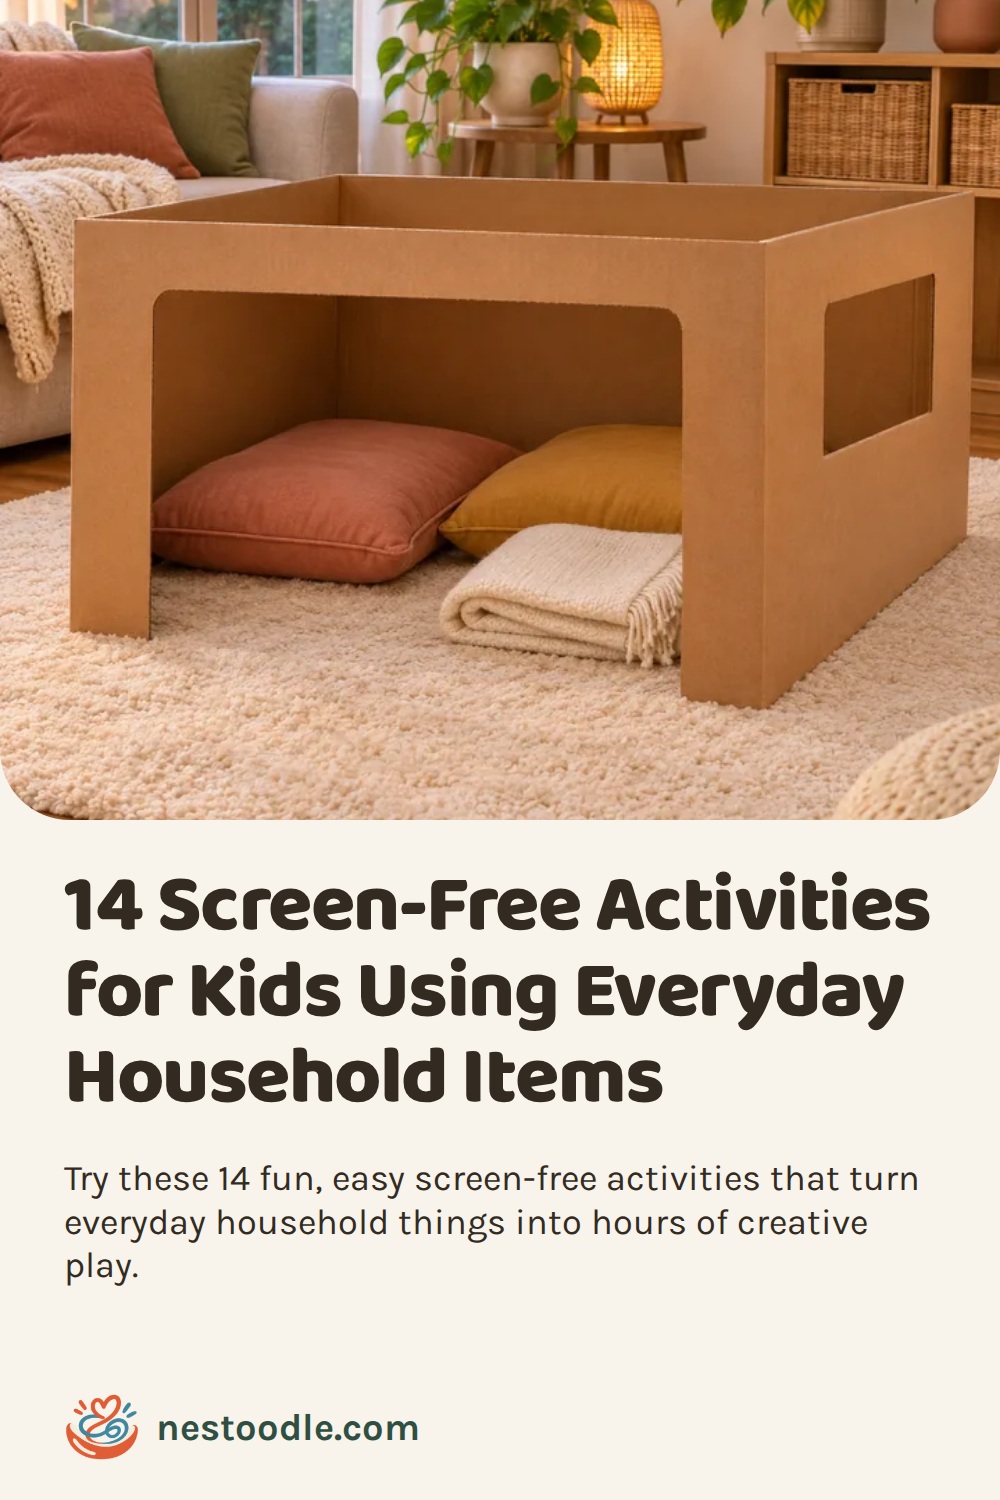 14 Screen-Free Activities
for Kids Using Everyday
Household Items
Try these 14 fun, easy screen-free activities that turn
everyday household things into hours of creative
play.
nestoodle.com